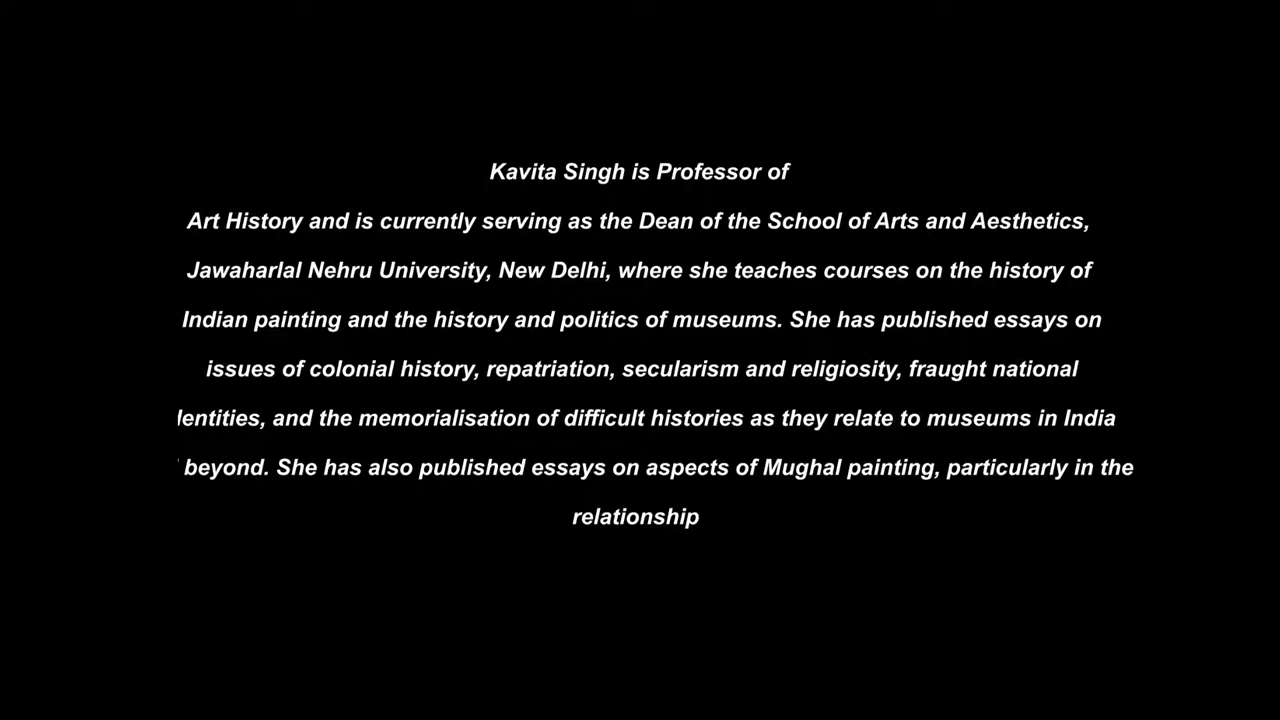 Kavita Singh is Professor of
Art History and is currently serving as the Dean of the School of Arts and Aesthetics,
Jawaharlal Nehru University, New Delhi, where she teaches courses on the history of
Indian painting and the history and politics of museums. She has published essays on
issues of colonial history, repatriation, secularism and religiosity, fraught national
dentities, and the memorialisation of difficult histories as they relate to museums in India
beyond. She has also published essays on aspects of Mughal painting, particularly in the
relationship